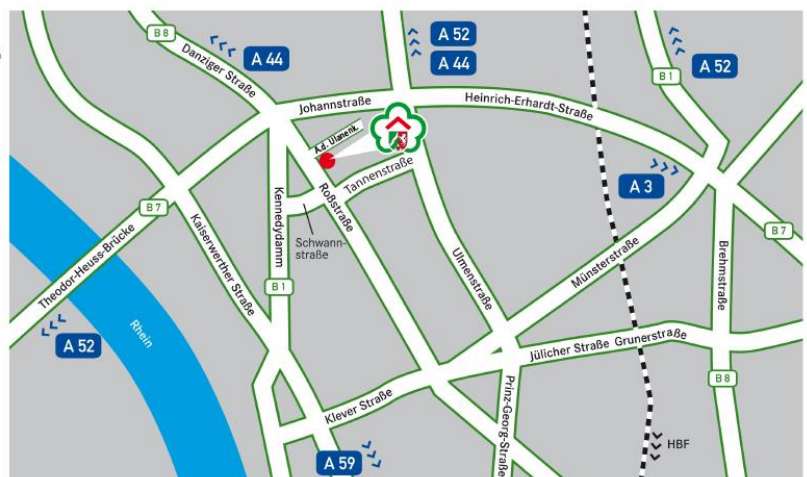 B 8
Danziger Straße
A 44
A 52
A 44
B 1
A 52
Johannstraße
Heinrich-Erhardt-Straße
A.d. Ulanenk.
Tannenstraße
A 3
B 7
Kennedydamm
Roßstraße
Schwann-
straße
Kaiserwerther Straße
Theodor-Heuss-Brücke
Ulmenstraße
Münsterstraße
Brehmstraße
B 7
B 1
Rhein
A 52
Jülicher Straße
Grunerstraße
B 8
Klever Straße
Prinz-Georg-Straße
A 59
HBF